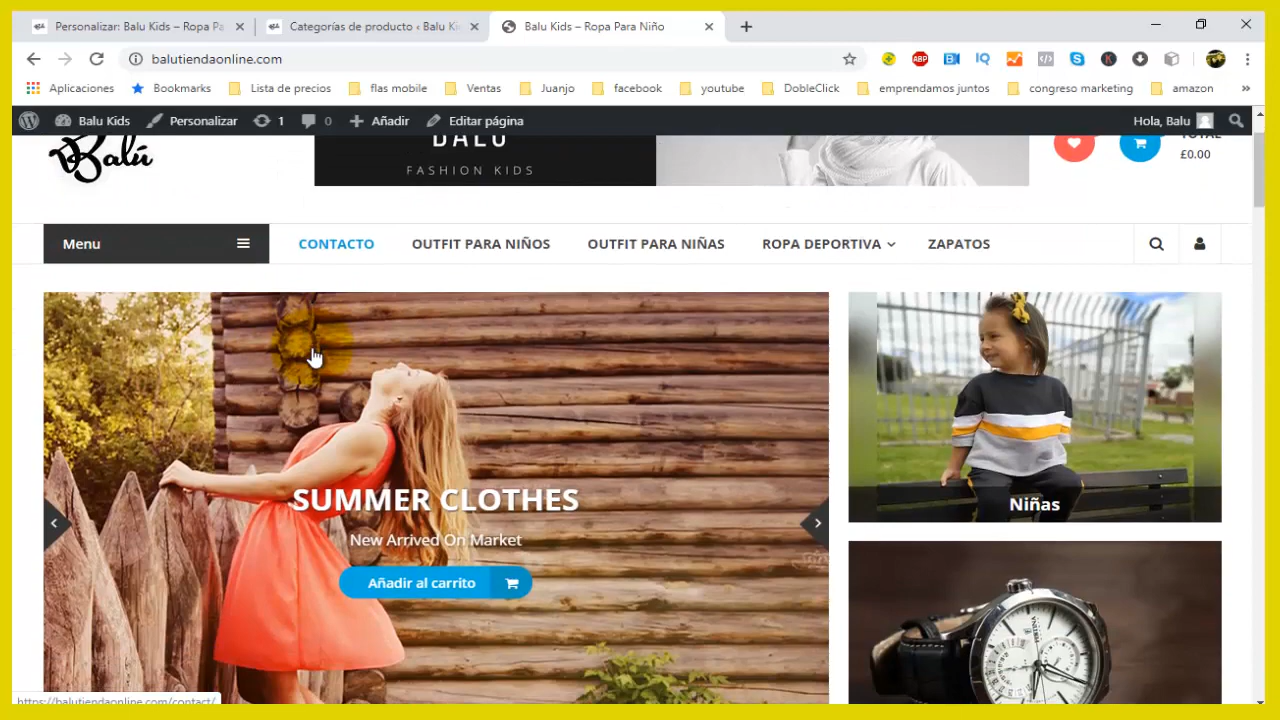 Personalizar: Balu Kids – Ropa Pa
Categorías de producto ‹ Balu Ki
Balu Kids – Ropa Para Niño
balutiendaonline.com
Aplicaciones
Bookmarks
Lista de precios
flas mobile
Ventas
Juanjo
facebook
youtube
DobleClick
emprendamos juntos
congreso marketing
amazon
Balu Kids
Personalizar
1
0
Añadir
Editar página
Hola, Balu
Balú
BALU
FASHION KIDS
TOTAL
£0.00
Menu
CONTACTO
OUTFIT PARA NIÑOS
OUTFIT PARA NIÑAS
ROPA DEPORTIVA
ZAPATOS
SUMMER CLOTHES
New Arrived On Market
Añadir al carrito
Niñas
https://balutiendaonline.com/contact/